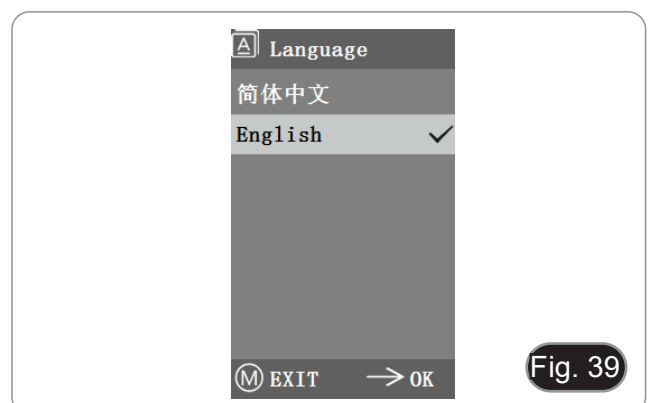 A Language
简体中文
English
M EXIT → OK
Fig. 39